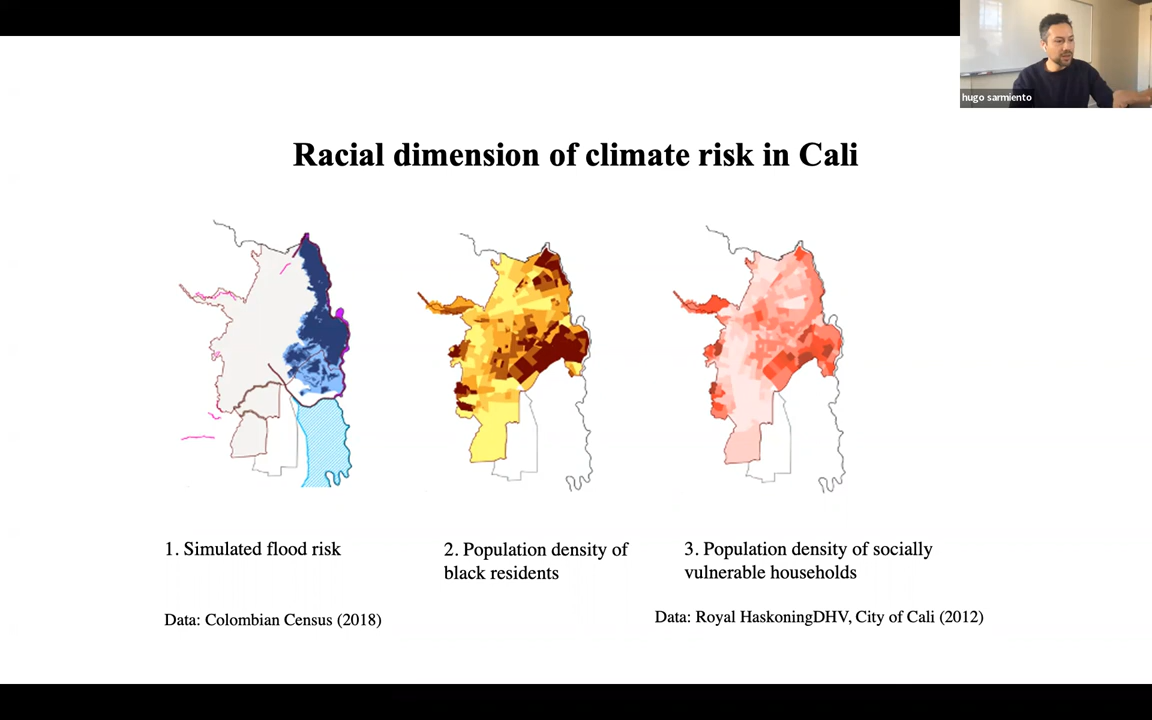 hugo sarmiento
Racial dimension of climate risk in Cali
1. Simulated flood risk
2. Population density of
black residents
3. Population density of socially
vulnerable households
Data: Colombian Census (2018)
Data: Royal HaskoningDHV, City of Cali (2012)